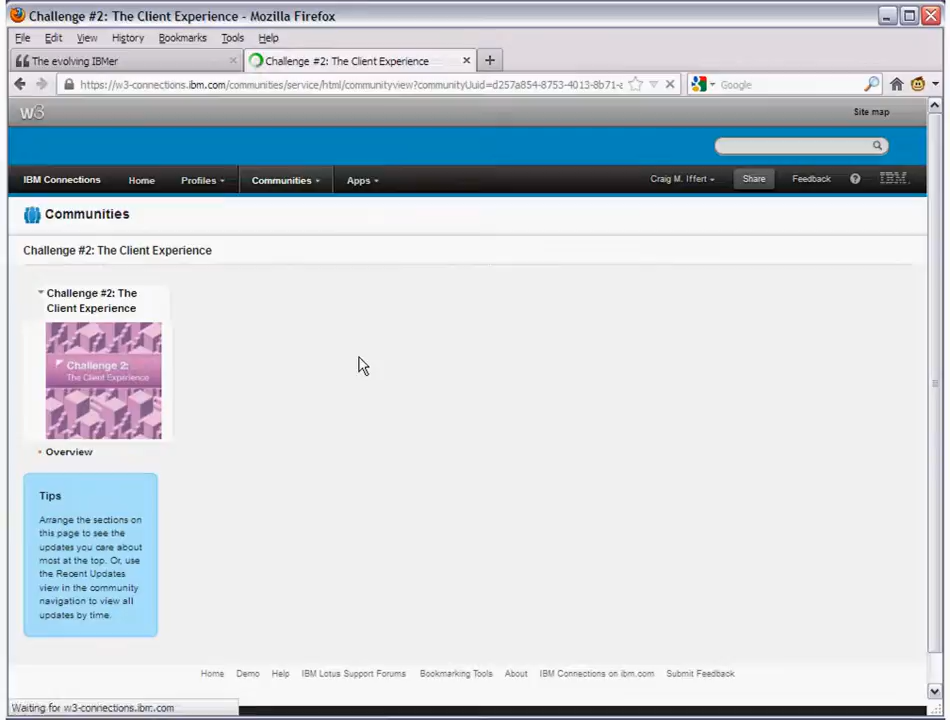 Challenge #2: The Client Experience - Mozilla Firefox
File Edit View History Bookmarks Tools Help
The evolving IBMer
Challenge #2: The Client Experience
https://w3-connections.ibm.com/communities/service/html/communityview?communityUuid=d257a854-8753-4013-8b71-a
Google
w3
Site map
IBM Connections Home Profiles Communities Apps Craig M. Iffert Share Feedback ? IBM
Communities
Challenge #2: The Client Experience
Challenge #2: The
Client Experience
Challenge 2:
The Client Experience
Overview
Tips
Arrange the sections on
this page to see the
updates you care about
most at the top. Or, use
the Recent Updates
view in the community
navigation to view all
updates by time.
Home Demo Help IBM Lotus Support Forums Bookmarking Tools About IBM Connections on ibm.com Submit Feedback
Waiting for w3-connections.ibm.com